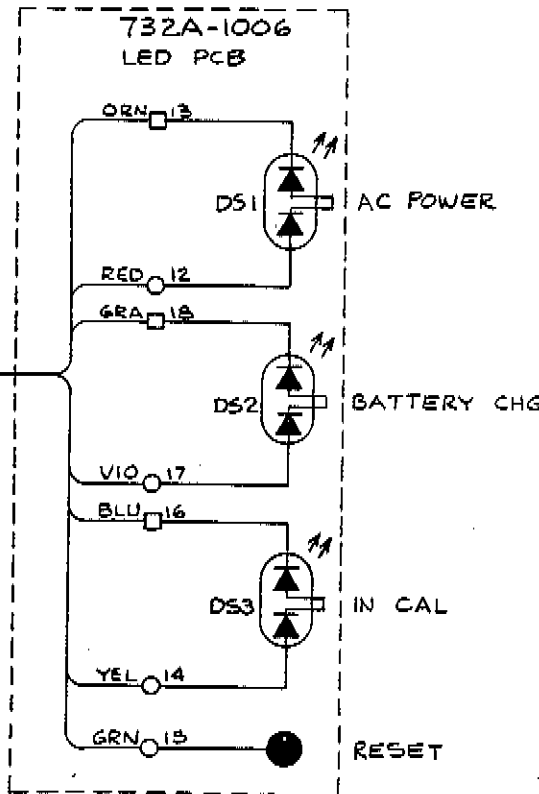 732A-1006
LED PCB
ORN 13
DS1 AC POWER
RED 12
GRA 18
DS2 BATTERY CHG
VIO 17
BLU 16
DS3 IN CAL
YEL 14
GRN 15
RESET